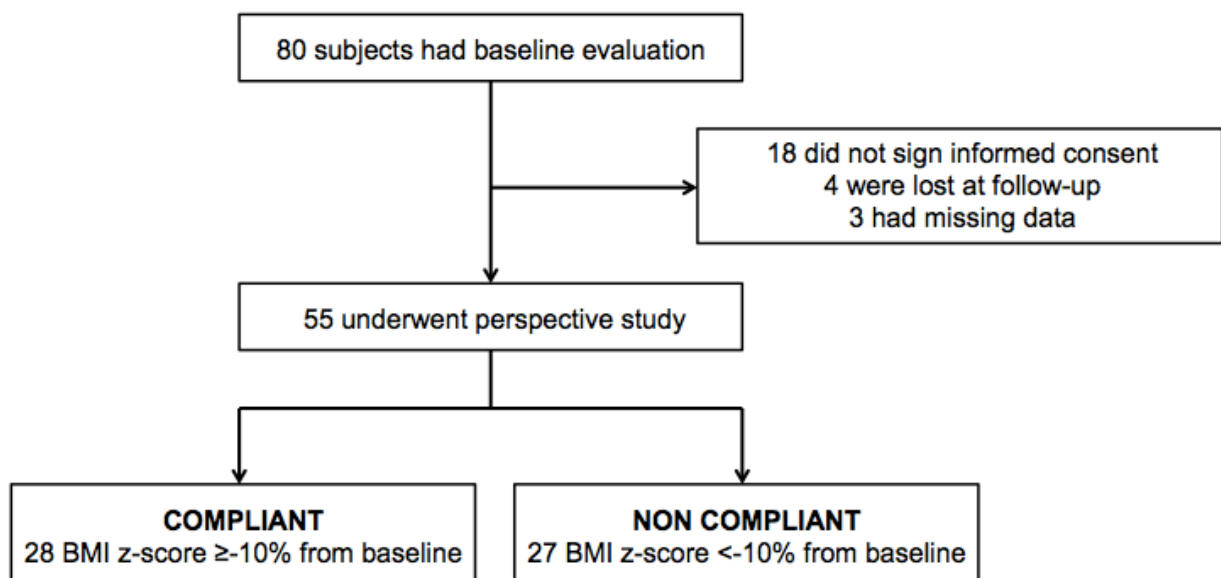 80 subjects had baseline evaluation
18 did not sign informed consent
4 were lost at follow-up
3 had missing data
55 underwent perspective study
COMPLIANT
28 BMI z-score ≥-10% from baseline
NON COMPLIANT
27 BMI z-score <-10% from baseline